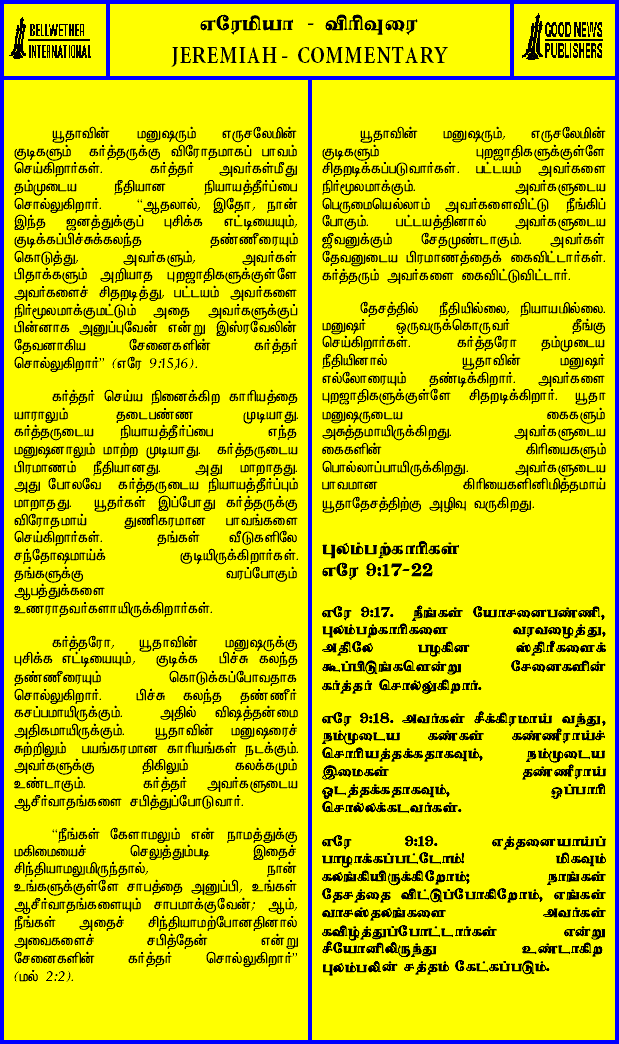 BELLWETHER
INTERNATIONAL
எரேமியா - விரிவுரை
JEREMIAH - COMMENTARY
GOOD NEWS
PUBLISHERS
யூதாவின் மனுஷரும் எருசலேமின்
குடிகளும் கர்த்தருக்கு விரோதமாகப் பாவம்
செய்கிறார்கள். கர்த்தர் அவர்கள்மீது
தம்முடைய நீதியான நியாயத்தீர்ப்பை
சொல்லுகிறார். “ஆதலால், இதோ, நான்
இந்த ஜனத்துக்குப் புசிக்க எட்டியையும்,
குடிக்கப்பிச்சுக்கலந்த தண்ணீரையும்
கொடுத்து, அவர்களும், அவர்கள்
பிதாக்களும் அறியாத புறஜாதிகளுக்குள்ளே
அவர்களைச் சிதறடித்து, பட்டயம் அவர்களை
நிர்மூலமாக்குமட்டும் அதை அவர்களுக்குப்
பின்னாக அனுப்புவேன் என்று இஸ்ரவேலின்
தேவனாகிய சேனைகளின் கர்த்தர்
சொல்லுகிறார்” (எரே 9:15,16).
கர்த்தர் செய்ய நினைக்கிற காரியத்தை
யாராலும் தடைபண்ண முடியாது.
கர்த்தருடைய நியாயத்தீர்ப்பை எந்த
மனுஷனாலும் மாற்ற முடியாது. கர்த்தருடைய
பிரமாணம் நீதியானது. அது மாறாதது.
அது போலவே கர்த்தருடைய நியாயத்தீர்ப்பும்
மாறாதது. யூதர்கள் இப்போது கர்த்தருக்கு
விரோதமாய் துணிகரமான பாவங்களை
செய்கிறார்கள். தங்கள் வீடுகளிலே
சந்தோஷமாய்க் குடியிருக்கிறார்கள்.
தங்களுக்கு வரப்போகும்
ஆபத்துக்களை
உணராதவர்களாயிருக்கிறார்கள்.
கர்த்தரோ, யூதாவின் மனுஷருக்கு
புசிக்க எட்டியையும், குடிக்க பிச்சு கலந்த
தண்ணீரையும் கொடுக்கப்போவதாக
சொல்லுகிறார். பிச்சு கலந்த தண்ணீர்
கசப்பமாயிருக்கும். அதில் விஷத்தன்மை
அதிகமாயிருக்கும். யூதாவின் மனுஷரைச்
சுற்றிலும் பயங்கரமான காரியங்கள் நடக்கும்.
அவர்களுக்கு திகிலும் கலக்கமும்
உண்டாகும். கர்த்தர் அவர்களுடைய
ஆசீர்வாதங்களை சபித்துப்போடுவார்.
“நீங்கள் கேளாமலும் என் நாமத்துக்கு
மகிமையைச் செலுத்தும்படி இதைச்
சிந்தியாமலுமிருந்தால், நான்
உங்களுக்குள்ளே சாபத்தை அனுப்பி, உங்கள்
ஆசீர்வாதங்களையும் சாபமாக்குவேன்; ஆம்,
நீங்கள் அதைச் சிந்தியாமற்போனதினால்
அவைகளைச் சபித்தேன் என்று
சேனைகளின் கர்த்தர் சொல்லுகிறார்”
(மல் 2:2).
யூதாவின் மனுஷரும், எருசலேமின்
குடிகளும் புறஜாதிகளுக்குள்ளே
சிதறடிக்கப்படுவார்கள். பட்டயம் அவர்களை
நிர்மூலமாக்கும். அவர்களுடைய
பெருமையெல்லாம் அவர்களைவிட்டு நீங்கிப்
போகும். பட்டயத்தினால் அவர்களுடைய
ஜீவனுக்கும் சேதமுண்டாகும். அவர்கள்
தேவனுடைய பிரமாணத்தைக் கைவிட்டார்கள்.
கர்த்தரும் அவர்களை கைவிட்டுவிட்டார்.
தேசத்தில் நீதியில்லை, நியாயமில்லை.
மனுஷர் ஒருவருக்கொருவர் தீங்கு
செய்கிறார்கள். கர்த்தரோ தம்முடைய
நீதியினால் யூதாவின் மனுஷர்
எல்லோரையும் தண்டிக்கிறார். அவர்களை
புறஜாதிகளுக்குள்ளே சிதறடிக்கிறார். யூதா
மனுஷருடைய கைகளும்
அசுத்தமாயிருக்கிறது. அவர்களுடைய
கைகளின் கிரியைகளும்
பொல்லாப்பாயிருக்கிறது. அவர்களுடைய
பாவமான கிரியைகளினிமித்தமாய்
யூதாதேசத்திற்கு அழிவு வருகிறது.
புலம்பற்காரிகள்
எரே 9:17-22
எரே 9:17. நீங்கள் யோசனைபண்ணி,
புலம்பற்காரிகளை வரவழைத்து,
அதிலே பழகின ஸ்திரீகளைக்
கூப்பிடுங்களென்று சேனைகளின்
கர்த்தர் சொல்லுகிறார்.
எரே 9:18. அவர்கள் சீக்கிரமாய் வந்து,
நம்முடைய கண்கள் கண்ணீராய்ச்
சொரியத்தக்கதாகவும், நம்முடைய
இமைகள் தண்ணீராய்
ஓடத்தக்கதாகவும், ஒப்பாரி
சொல்லக்கடவர்கள்.
எரே 9:19. எத்தனையாய்ப்
பாழாக்கப்பட்டோம்! மிகவும்
கலங்கியிருக்கிறோம்; நாங்கள்
தேசத்தை விட்டுப்போகிறோம், எங்கள்
வாசஸ்தலங்களை அவர்கள்
கவிழ்த்துப்போட்டார்கள் என்று
சீயோனிலிருந்து உண்டாகிற
புலம்பலின் சத்தம் கேட்கப்படும்.